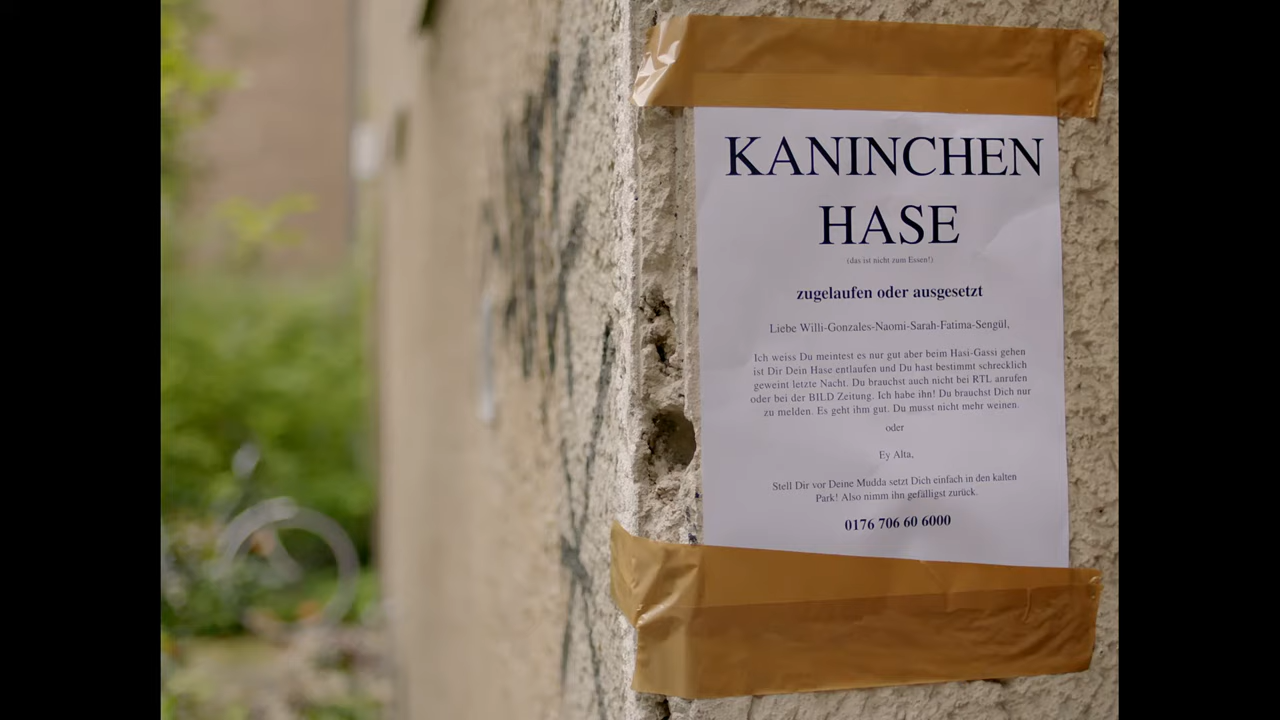 KANINCHEN
HASE
(das ist nicht zum Essen!)
zugelaufen oder ausgesetzt
Liebe Willi-Gonzales-Naomi-Sarah-Fatima-Sengül,
Ich weiss Du meintest es nur gut aber beim Hasi-Gassi gehen
ist Dir Dein Hase entlaufen und Du hast bestimmt schrecklich
geweint letzte Nacht. Du brauchst auch nicht bei RTL anrufen
oder bei der BILD Zeitung. Ich habe ihn! Du brauchst Dich nur
zu melden. Es geht ihm gut. Du musst nicht mehr weinen.
oder
Ey Alta,
Stell Dir vor Deine Mudda setzt Dich einfach in den kalten
Park! Also nimm ihn gefälligst zurück.
0176 706 60 6000